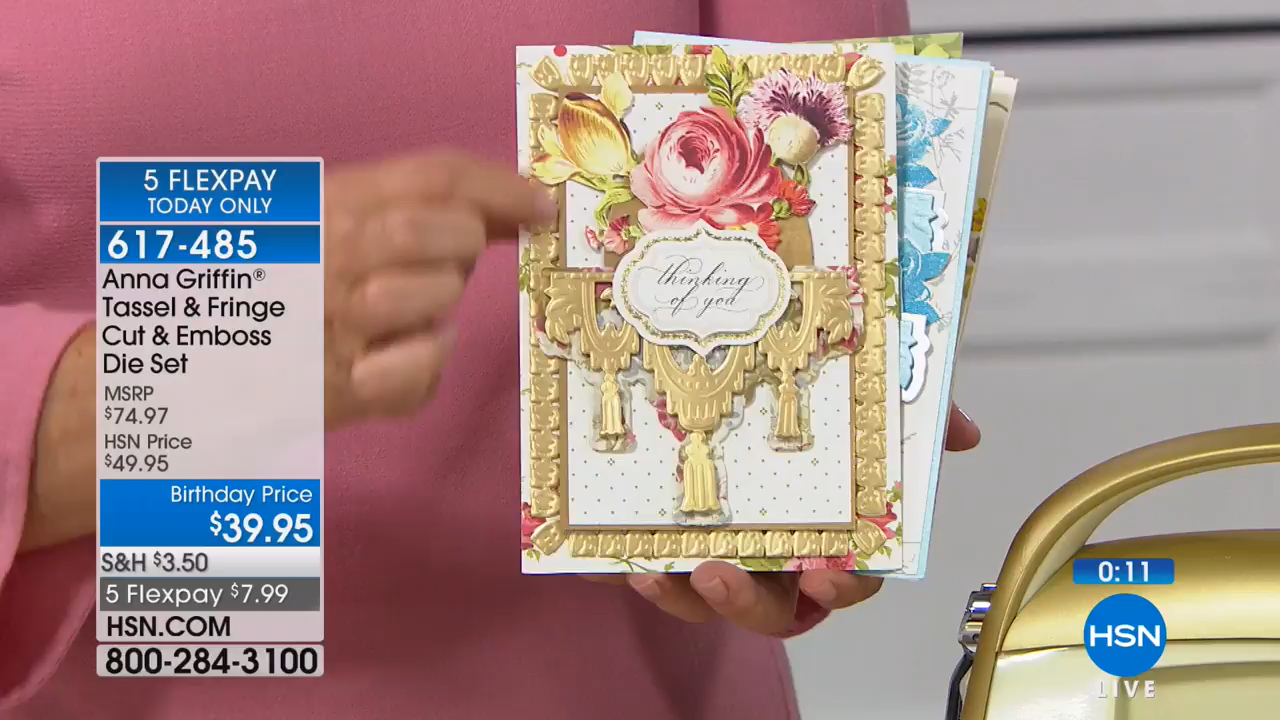 5 FLEXPAY
TODAY ONLY
617-485
Anna Griffin®
Tassel & Fringe
Cut & Emboss
Die Set
MSRP
$74.97
HSN Price
$49.95
Birthday Price
$39.95
S&H $3.50
5 Flexpay $7.99
HSN.COM
800-284-3100
thinking
of you
0:11
HSN
LIVE